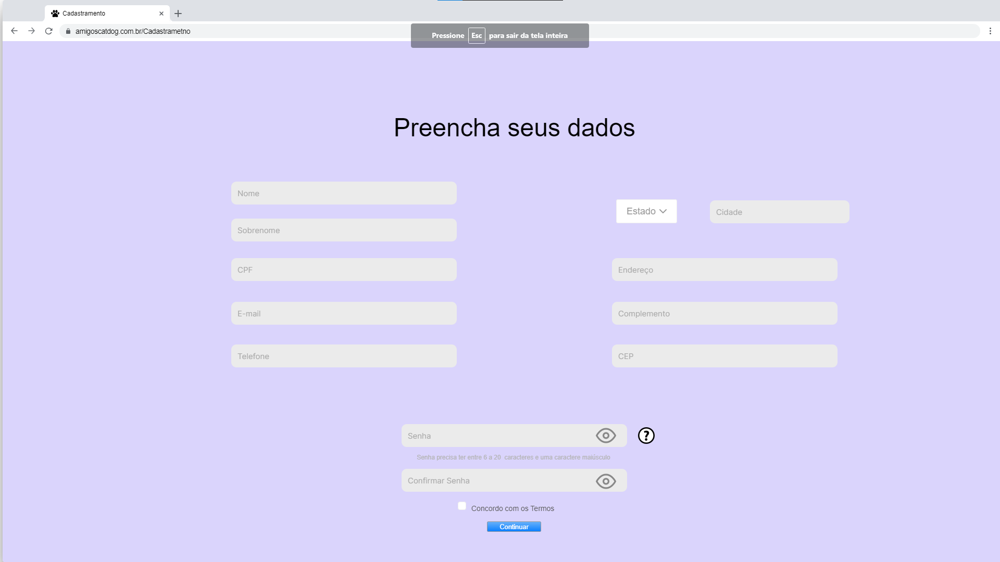 Cadastramento
amigoscatdog.com.br/Cadastrametno
Pressione Esc para sair da tela inteira
Preencha seus dados
Nome
Estado
Cidade
Sobrenome
CPF
Endereço
E-mail
Complemento
Telefone
CEP
Senha
?
Senha precisa ter entre 6 a 20 caracteres e uma caractere maiúsculo
Confirmar Senha
Concordo com os Termos
Continuar